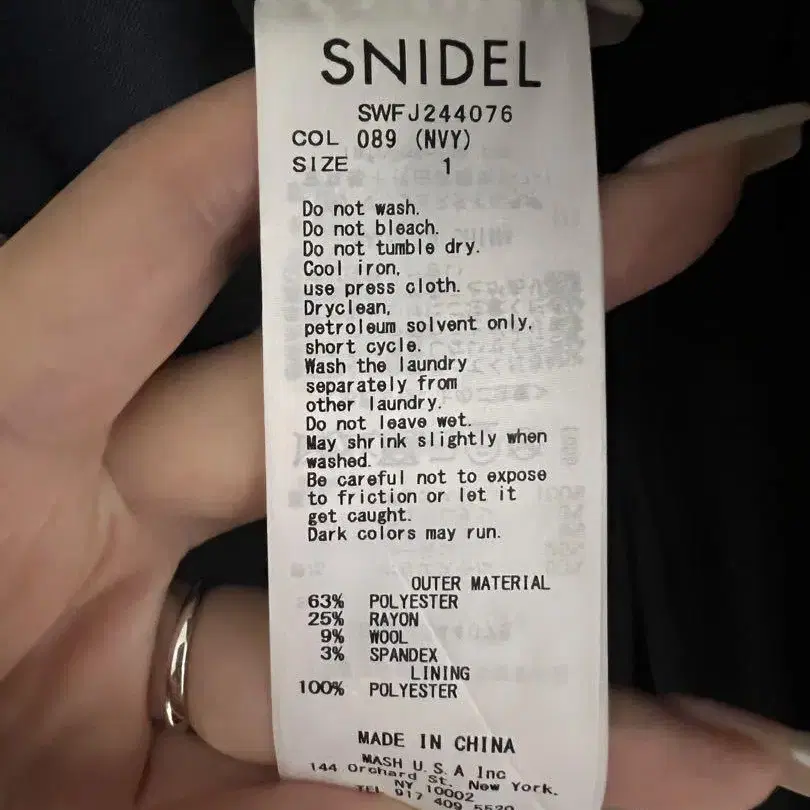 SNIDEL
SWFJ244076
COL 089 (NVY)
SIZE 1
Do not wash.
Do not bleach.
Do not tumble dry.
Cool iron,
use press cloth.
Dryclean,
petroleum solvent only,
short cycle.
Wash the laundry
separately from
other laundry.
Do not leave wet.
May shrink slightly when
washed.
Be careful not to expose
to friction or let it
get caught.
Dark colors may run.
OUTER MATERIAL
63% POLYESTER
25% RAYON
9% WOOL
3% SPANDEX
LINING
100% POLYESTER
MADE IN CHINA
MASH U.S.A Inc
144 Orchard St. New York.
NY 10002
TEL 917 409 5520